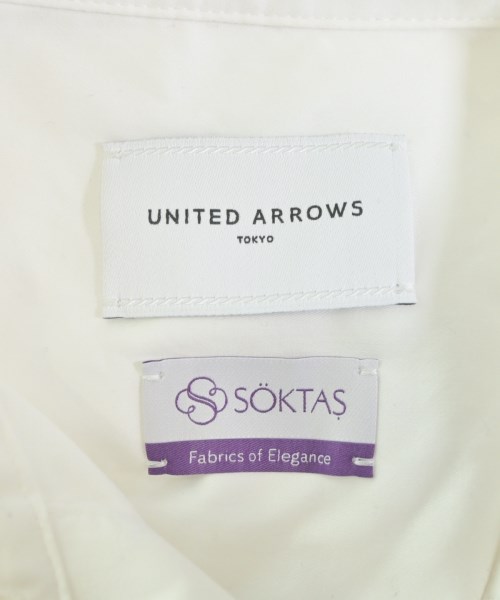 UNITED ARROWS
TOKYO
SÖKTAŞ
Fabrics of Elegance